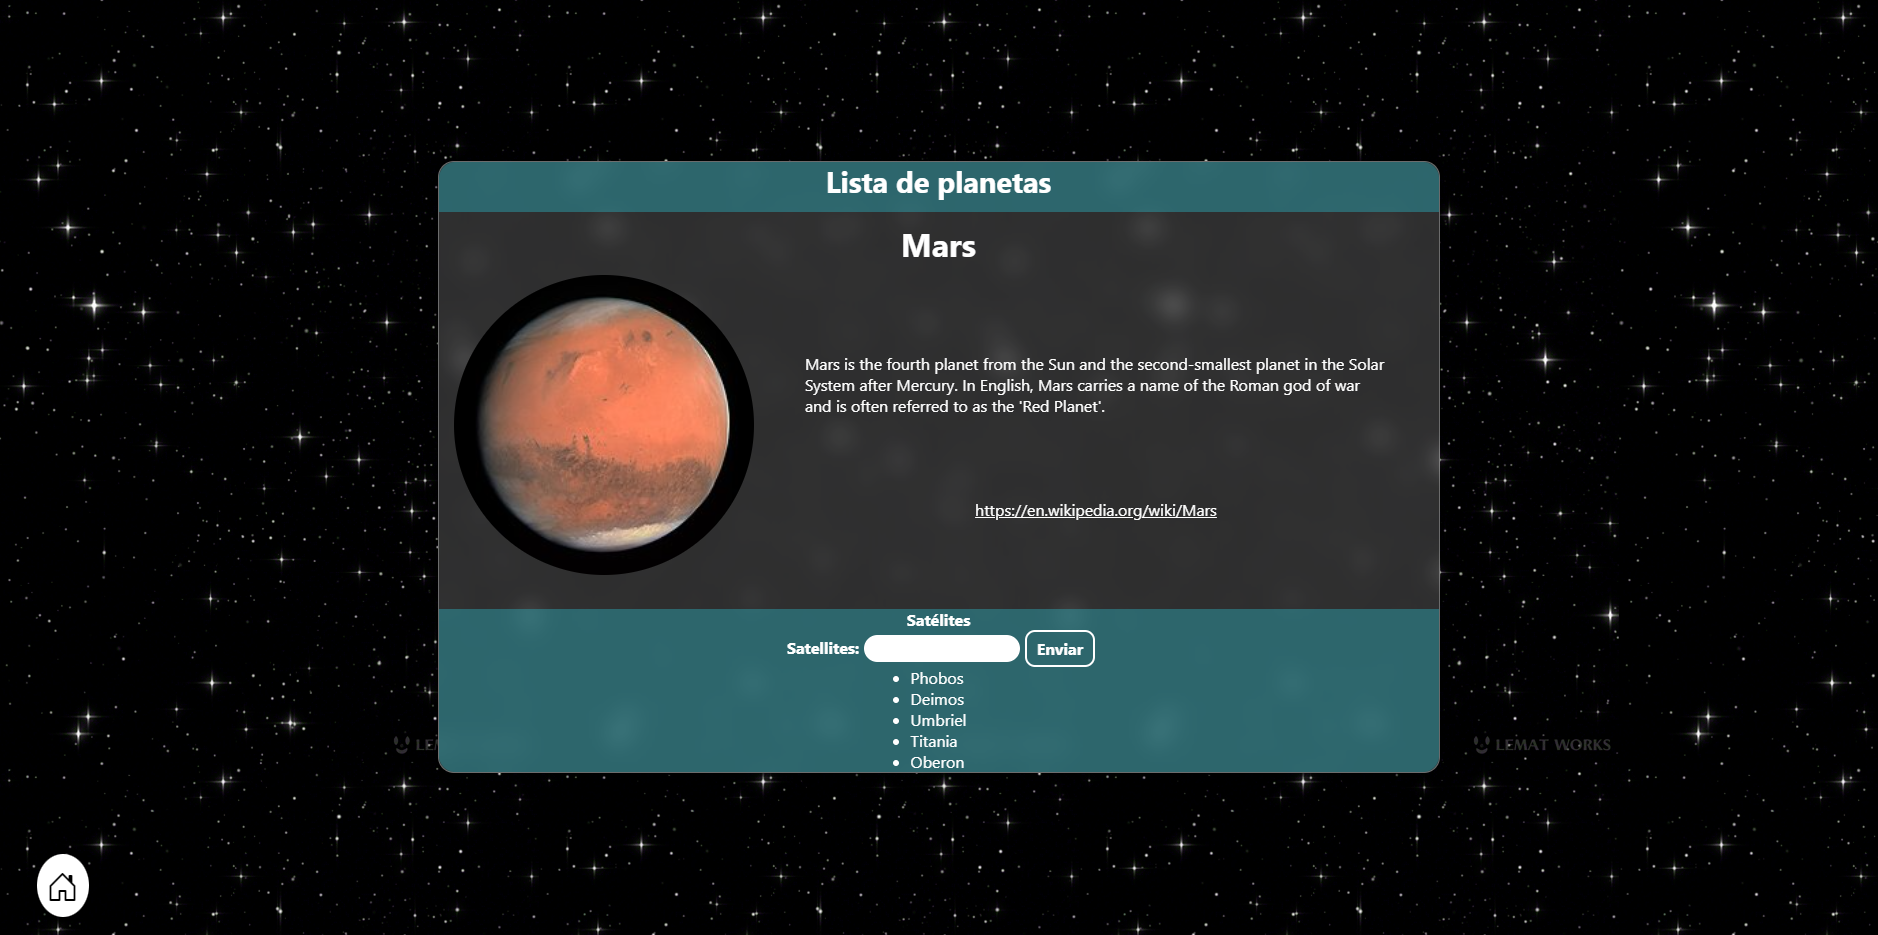 Lista de planetas
Mars
Mars is the fourth planet from the Sun and the second-smallest planet in the Solar
System after Mercury. In English, Mars carries a name of the Roman god of war
and is often referred to as the 'Red Planet'.
https://en.wikipedia.org/wiki/Mars
Satélites
Satellites:
Enviar
Phobos
Deimos
Umbriel
Titania
Oberon
LE
LEMAT WORKS